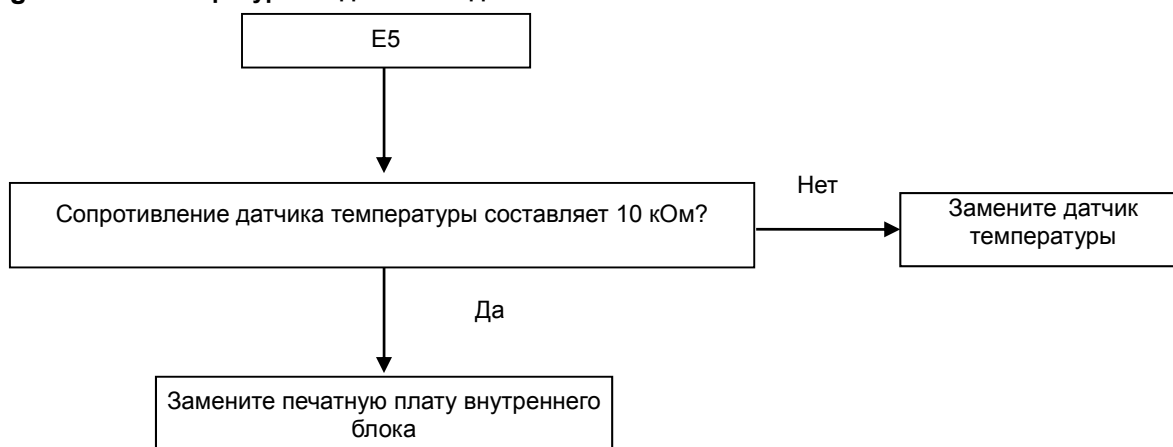 E5
Сопротивление датчика температуры составляет 10 кОм?
Нет
Замените датчик
температуры
Да
Замените печатную плату внутреннего
блока